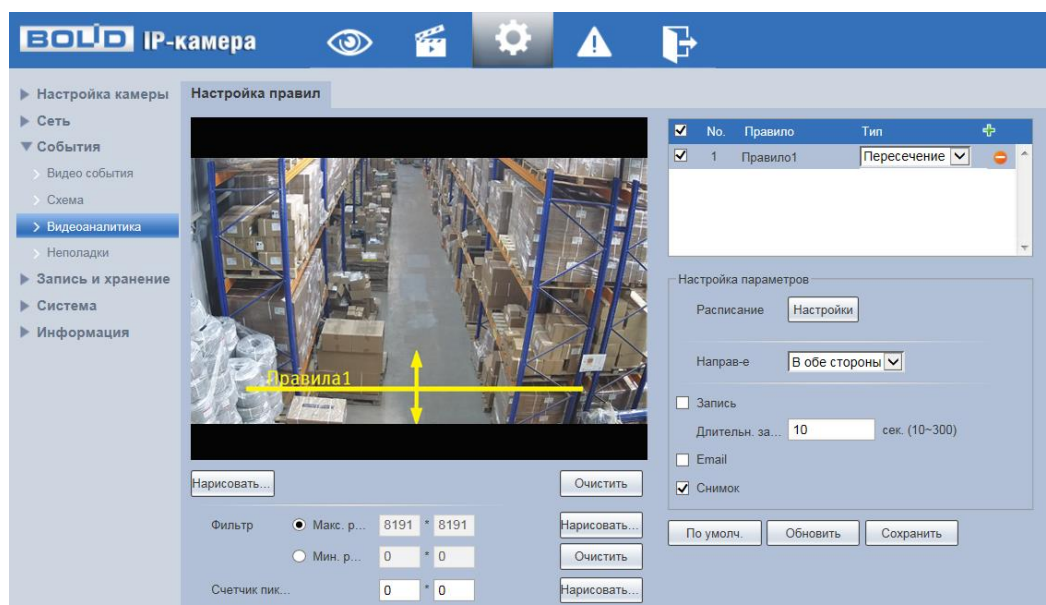 BOLID IP-камера
Настройка камеры
Сеть
События
Видео события
Схема
Видеоаналитика
Неполадки
Запись и хранение
Система
Информация
Настройка правил
Правила1
Нарисовать...
Очистить
Фильтр
Макс. р...
8191 * 8191
Нарисовать...
Мин. р...
0 * 0
Очистить
Счетчик пик...
0 * 0
Нарисовать...
No. Правило Тип
1 Правило1 Пересечение
Настройка параметров
Расписание Настройки
Направ-е В обе стороны
Запись
Длительн. за... 10 сек. (10~300)
Email
Снимок
По умолч. Обновить Сохранить